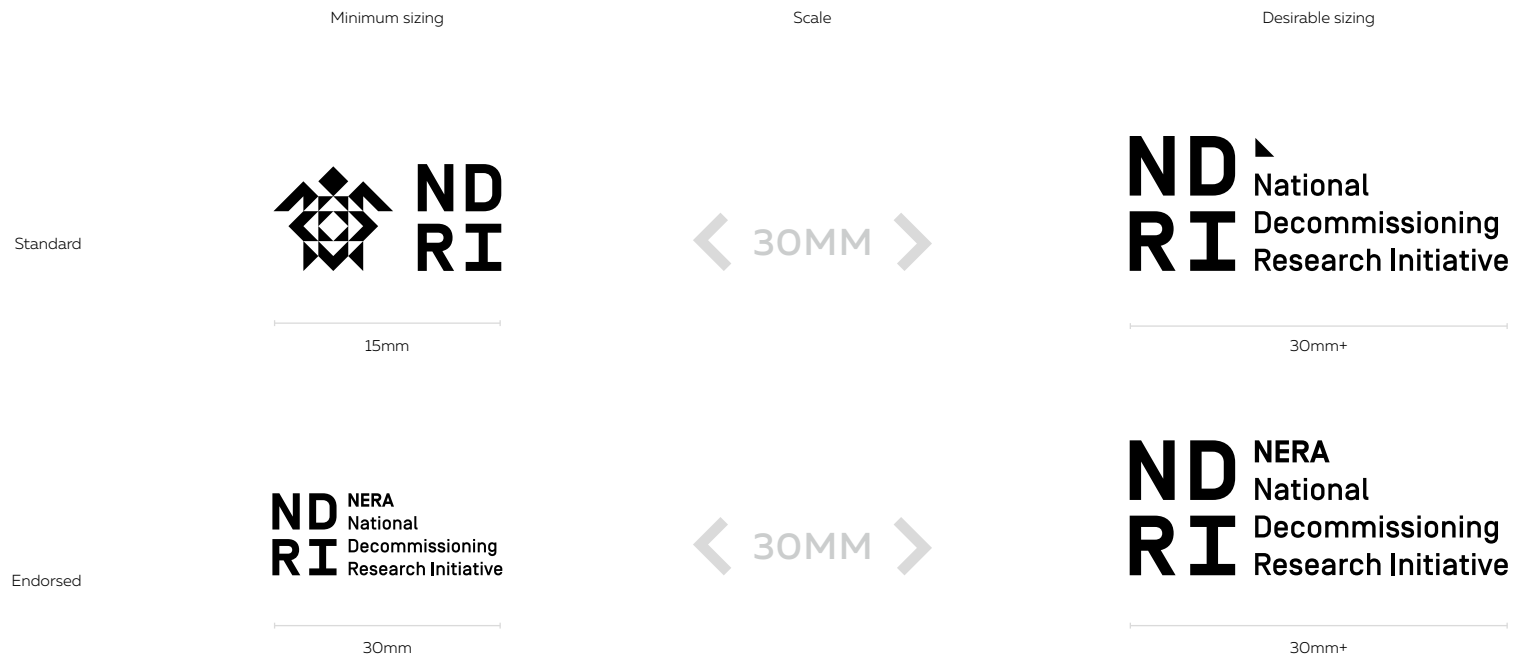 Minimum sizing
Scale
Desirable sizing
Standard
ND
RI
30MM
ND
RI
National
Decommissioning
Research Initiative
15mm
30mm+
Endorsed
ND
RI
NERA
National
Decommissioning
Research Initiative
30MM
ND
RI
NERA
National
Decommissioning
Research Initiative
30mm
30mm+